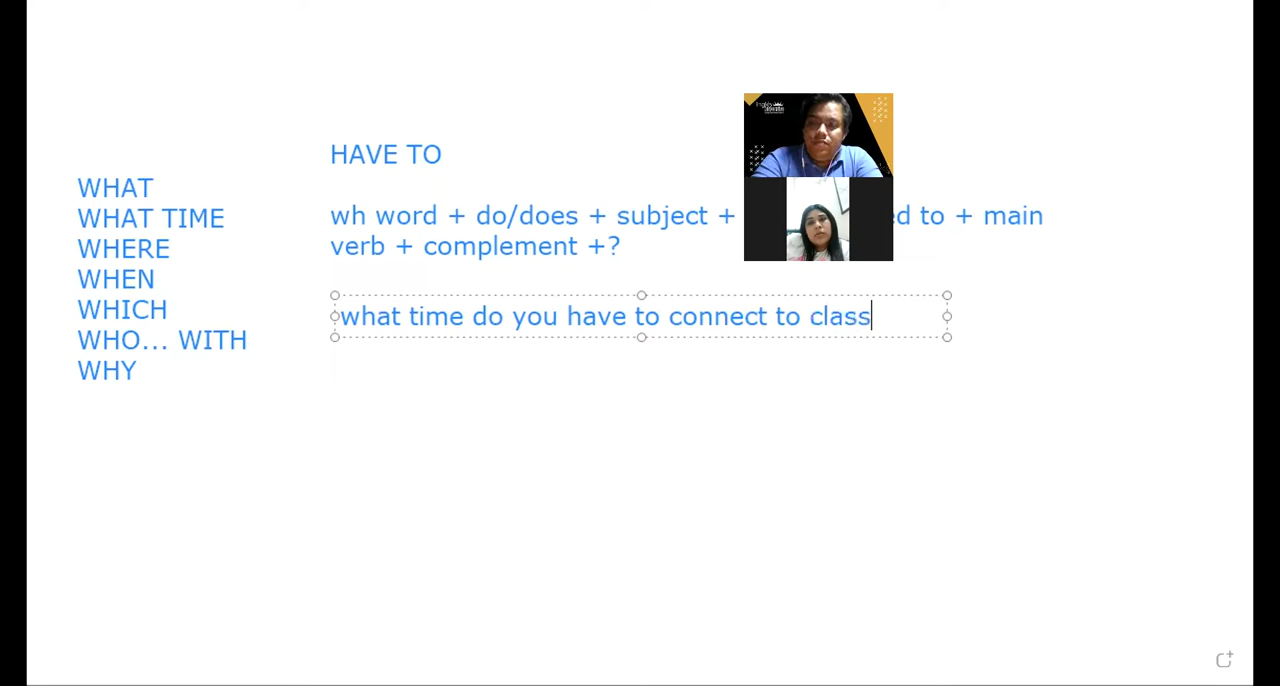 HAVE TO
WHAT
WHAT TIME
WHERE
WHEN
WHICH
WHO... WITH
WHY
wh word + do/does + subject + ed to + main
verb + complement +?
what time do you have to connect to class